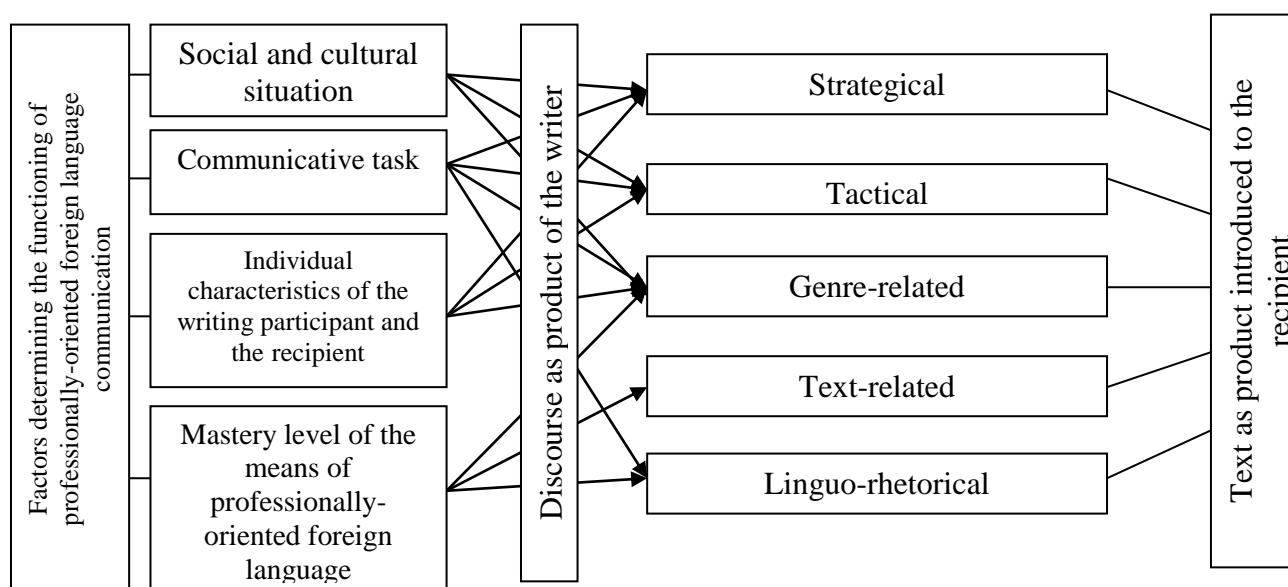 Factors determining the functioning of
professionally-oriented foreign language
communication
Social and cultural
situation
Communicative task
Individual
characteristics of the
writing participant and
the recipient
Mastery level of the
means of
professionally-
oriented foreign
language
Discourse as product of the writer
Strategical
Tactical
Genre-related
Text-related
Linguo-rhetorical
Text as product introduced to the
recipient